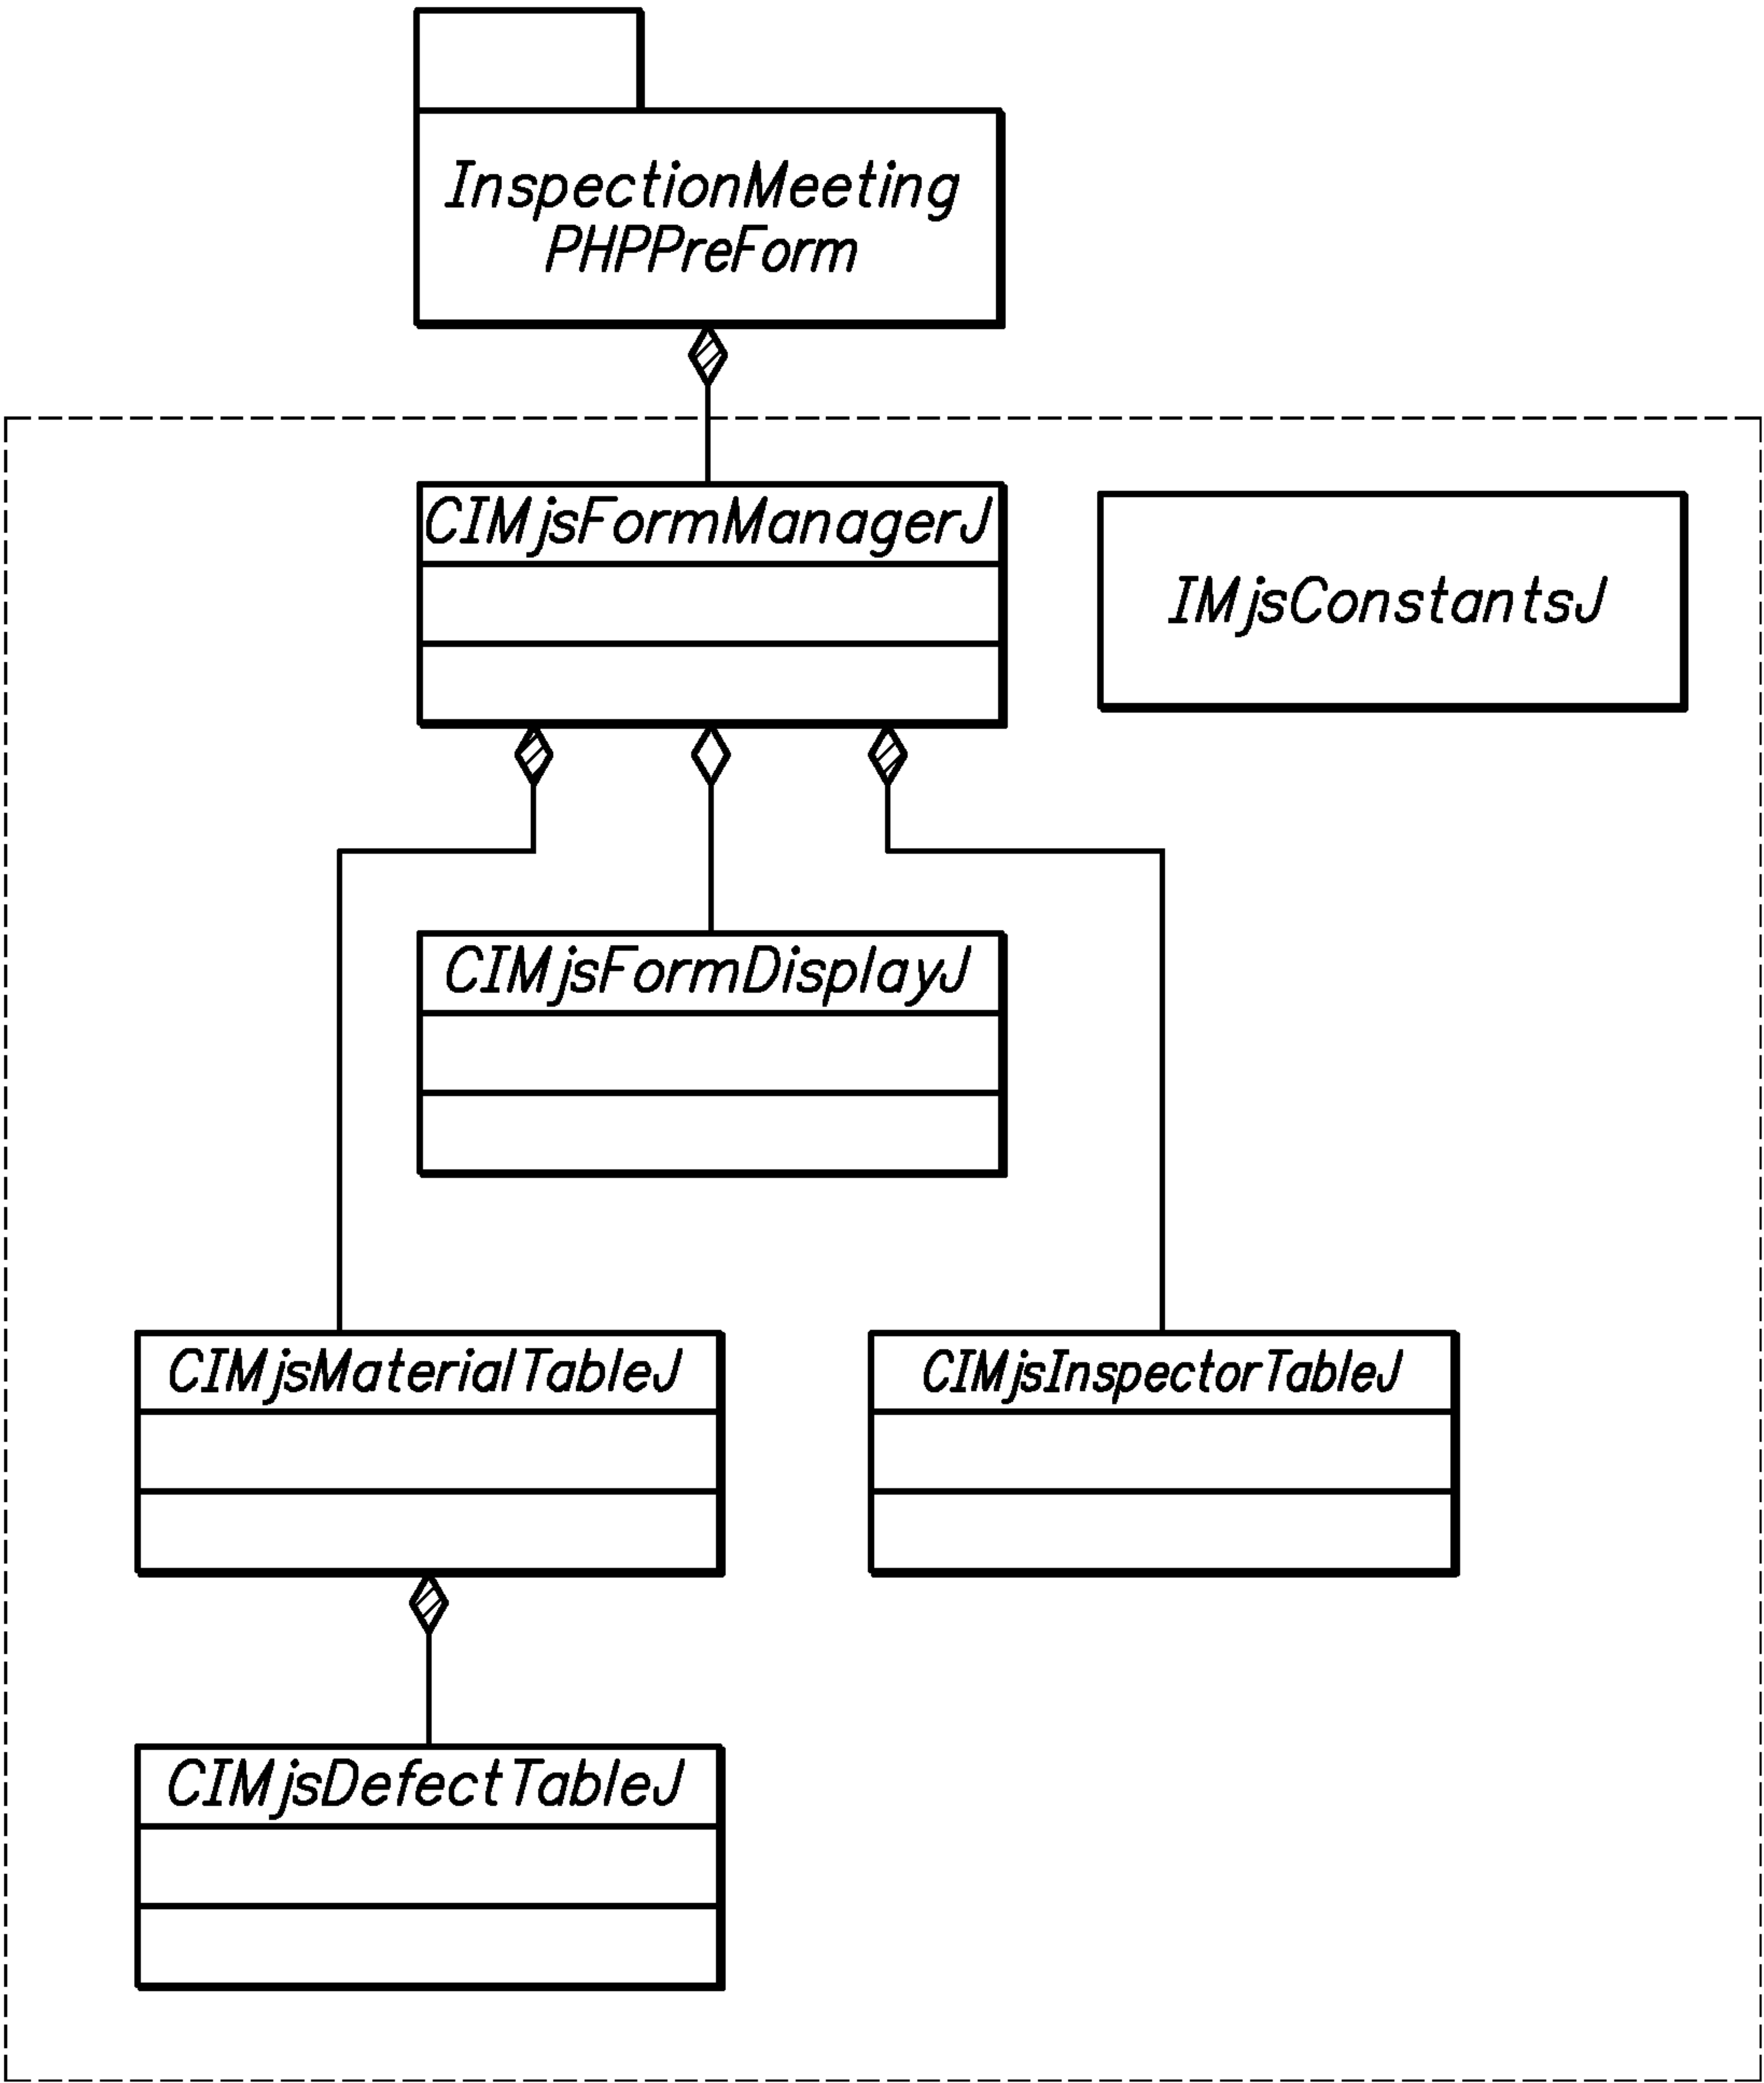 InspectionMeeting
PHPPreForm
CIMjsFormManagerJ
IMjsConstantsJ
CIMjsFormDisplayJ
CIMjsMaterialTableJ
CIMjsInspectorTableJ
CIMjsDefectTableJ